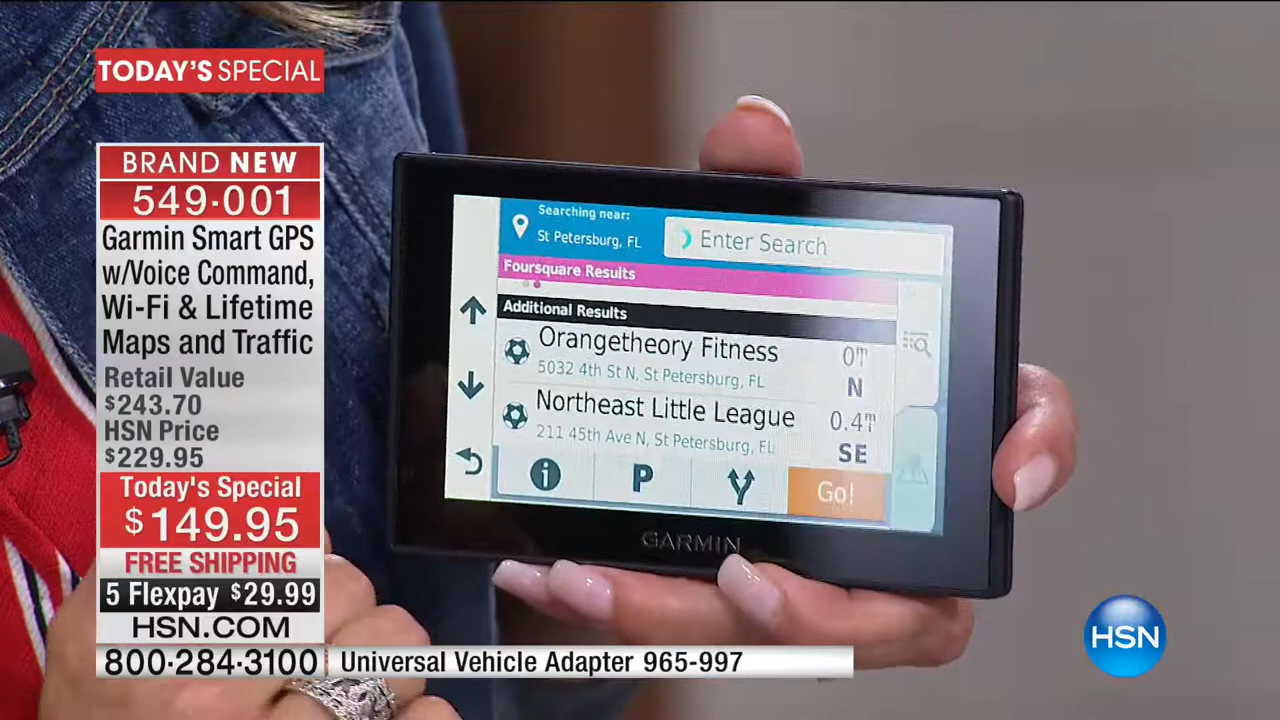 TODAY'S SPECIAL
BRAND NEW
549-001
Garmin Smart GPS
w/Voice Command,
Wi-Fi & Lifetime
Maps and Traffic
Retail Value
$243.70
HSN Price
$229.95
Today's Special
$149.95
FREE SHIPPING
5 Flexpay $29.99
HSN.COM
800-284-3100
Universal Vehicle Adapter 965-997
Searching near:
St Petersburg, FL
Enter Search
Foursquare Results
Additional Results
Orangetheory Fitness
0m
5032 4th St N, St Petersburg, FL
N
Northeast Little League
0.4m
211 45th Ave N, St Petersburg, FL
SE
i
P
Go!
GARMIN
HSN